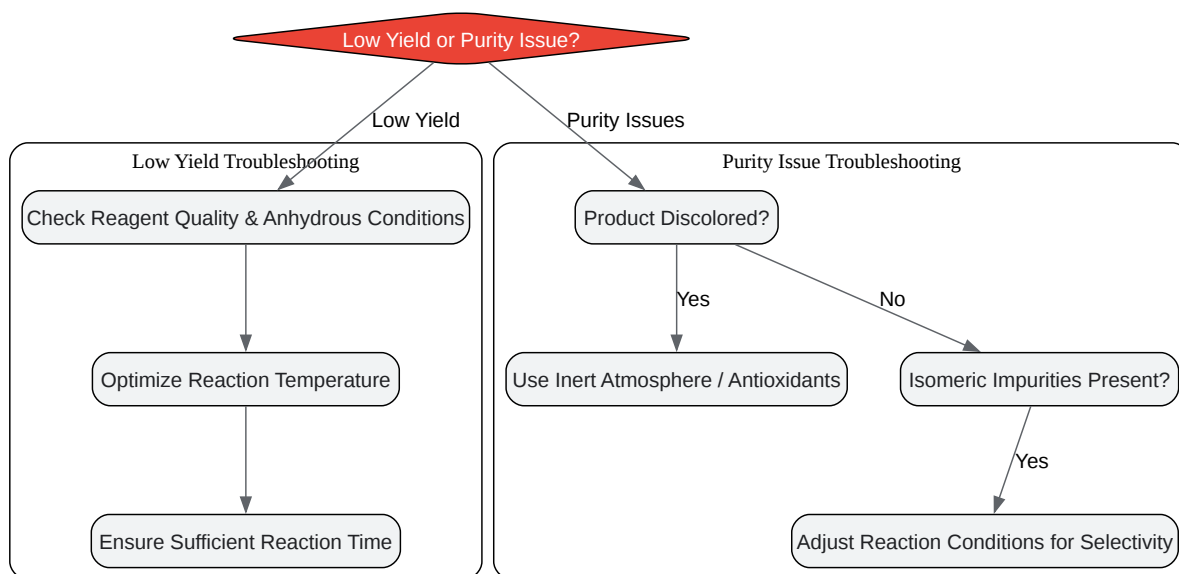 Low Yield or Purity Issue?
Low Yield
Purity Issues
Low Yield Troubleshooting
Purity Issue Troubleshooting
Check Reagent Quality & Anhydrous Conditions
Product Discolored?
Yes
No
Optimize Reaction Temperature
Use Inert Atmosphere / Antioxidants
Isomeric Impurities Present?
Yes
Ensure Sufficient Reaction Time
Adjust Reaction Conditions for Selectivity